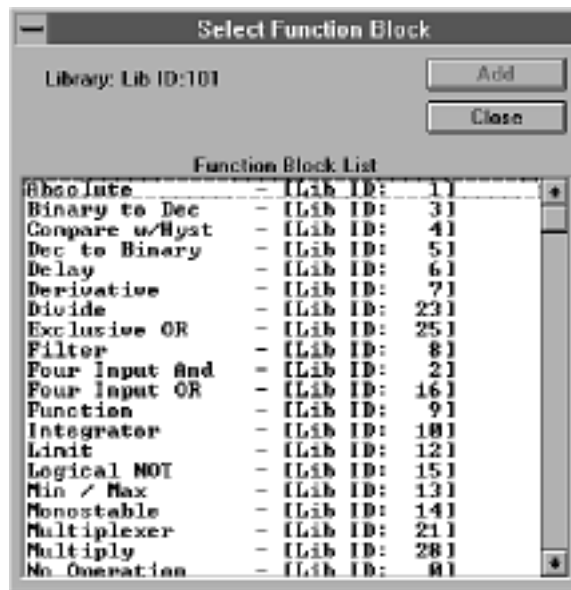 Select Function Block
Library: Lib ID:101
Add
Close
Function Block List
Absolute - [Lib ID: 1]
Binary to Dec - [Lib ID: 3]
Compare w/Hyst - [Lib ID: 4]
Dec to Binary - [Lib ID: 5]
Delay - [Lib ID: 6]
Derivative - [Lib ID: 7]
Divide - [Lib ID: 23]
Exclusive OR - [Lib ID: 25]
Filter - [Lib ID: 8]
Four Input And - [Lib ID: 2]
Four Input OR - [Lib ID: 16]
Function - [Lib ID: 9]
Integrator - [Lib ID: 10]
Limit - [Lib ID: 12]
Logical NOT - [Lib ID: 15]
Min / Max - [Lib ID: 13]
Monostable - [Lib ID: 14]
Multiplexer - [Lib ID: 21]
Multiply - [Lib ID: 20]
No Operation - [Lib ID: 0]